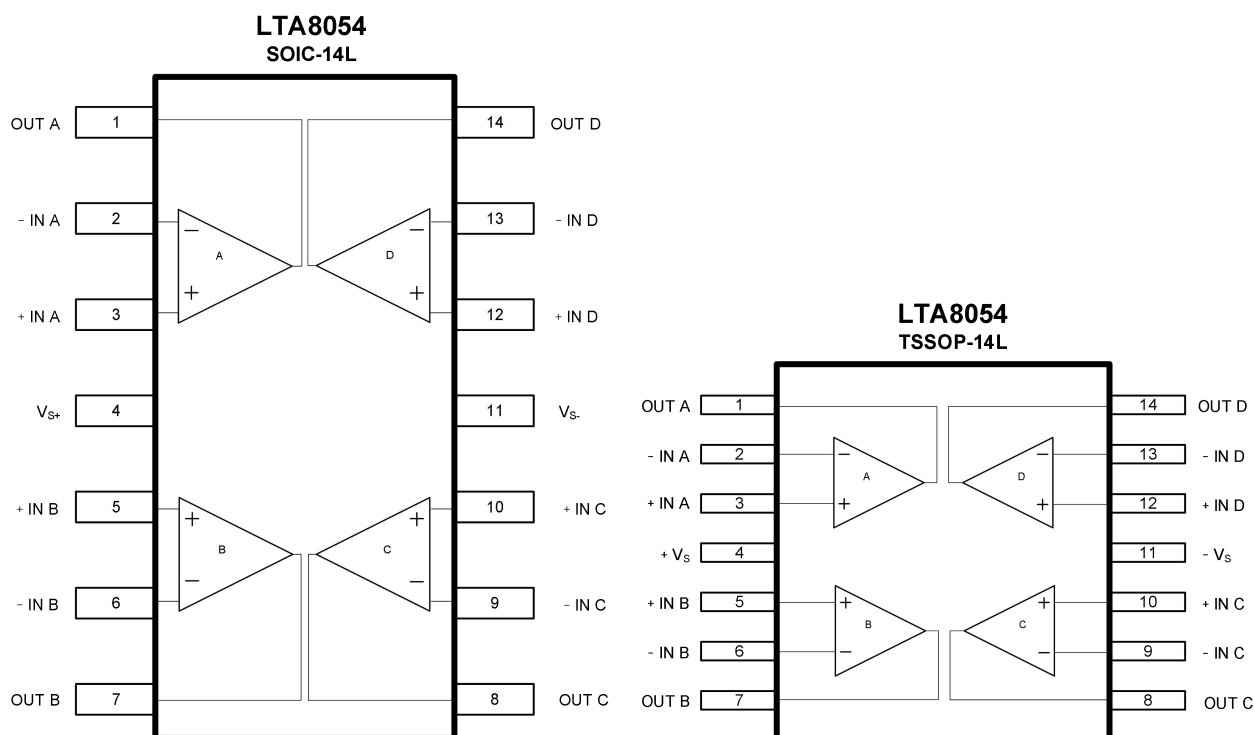 LTA8054
SOIC-14L
OUT A 1 14 OUT D
- IN A 2 13 - IN D
- +
A D
+ IN A 3 12 + IN D
+ +
VS+ 4 11 VS-
+ IN B 5 10 + IN C
+ +
B C
- IN B 6 9 - IN C
- -
OUT B 7 8 OUT C
LTA8054
TSSOP-14L
OUT A 1 14 OUT D
- IN A 2 13 - IN D
- -
A D
+ IN A 3 12 + IN D
+ +
+ VS 4 11 - VS
+ IN B 5 10 + IN C
+ +
B C
- IN B 6 9 - IN C
- -
OUT B 7 8 OUT C